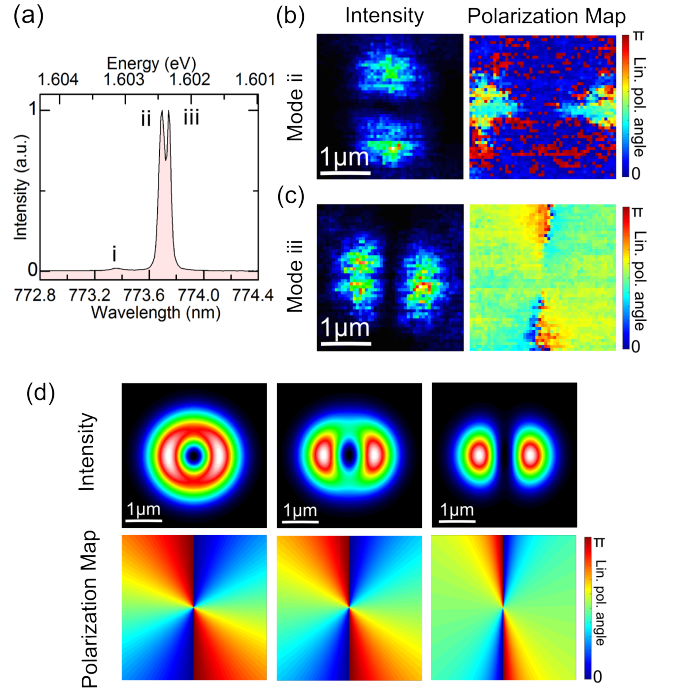 (a)
Energy (eV)
1.604 1.603 1.602 1.601
Intensity (a.u.)
1
0
i
ii
iii
772.8 773.2 773.6 774.0 774.4
Wavelength (nm)
(b)
Intensity
Polarization Map
Mode ii
1μm
π
Lin. pol. angle
0
(c)
Mode iii
1μm
π
Lin. pol. angle
0
(d)
Intensity
1μm
1μm
1μm
Polarization Map
π
Lin. pol. angle
0